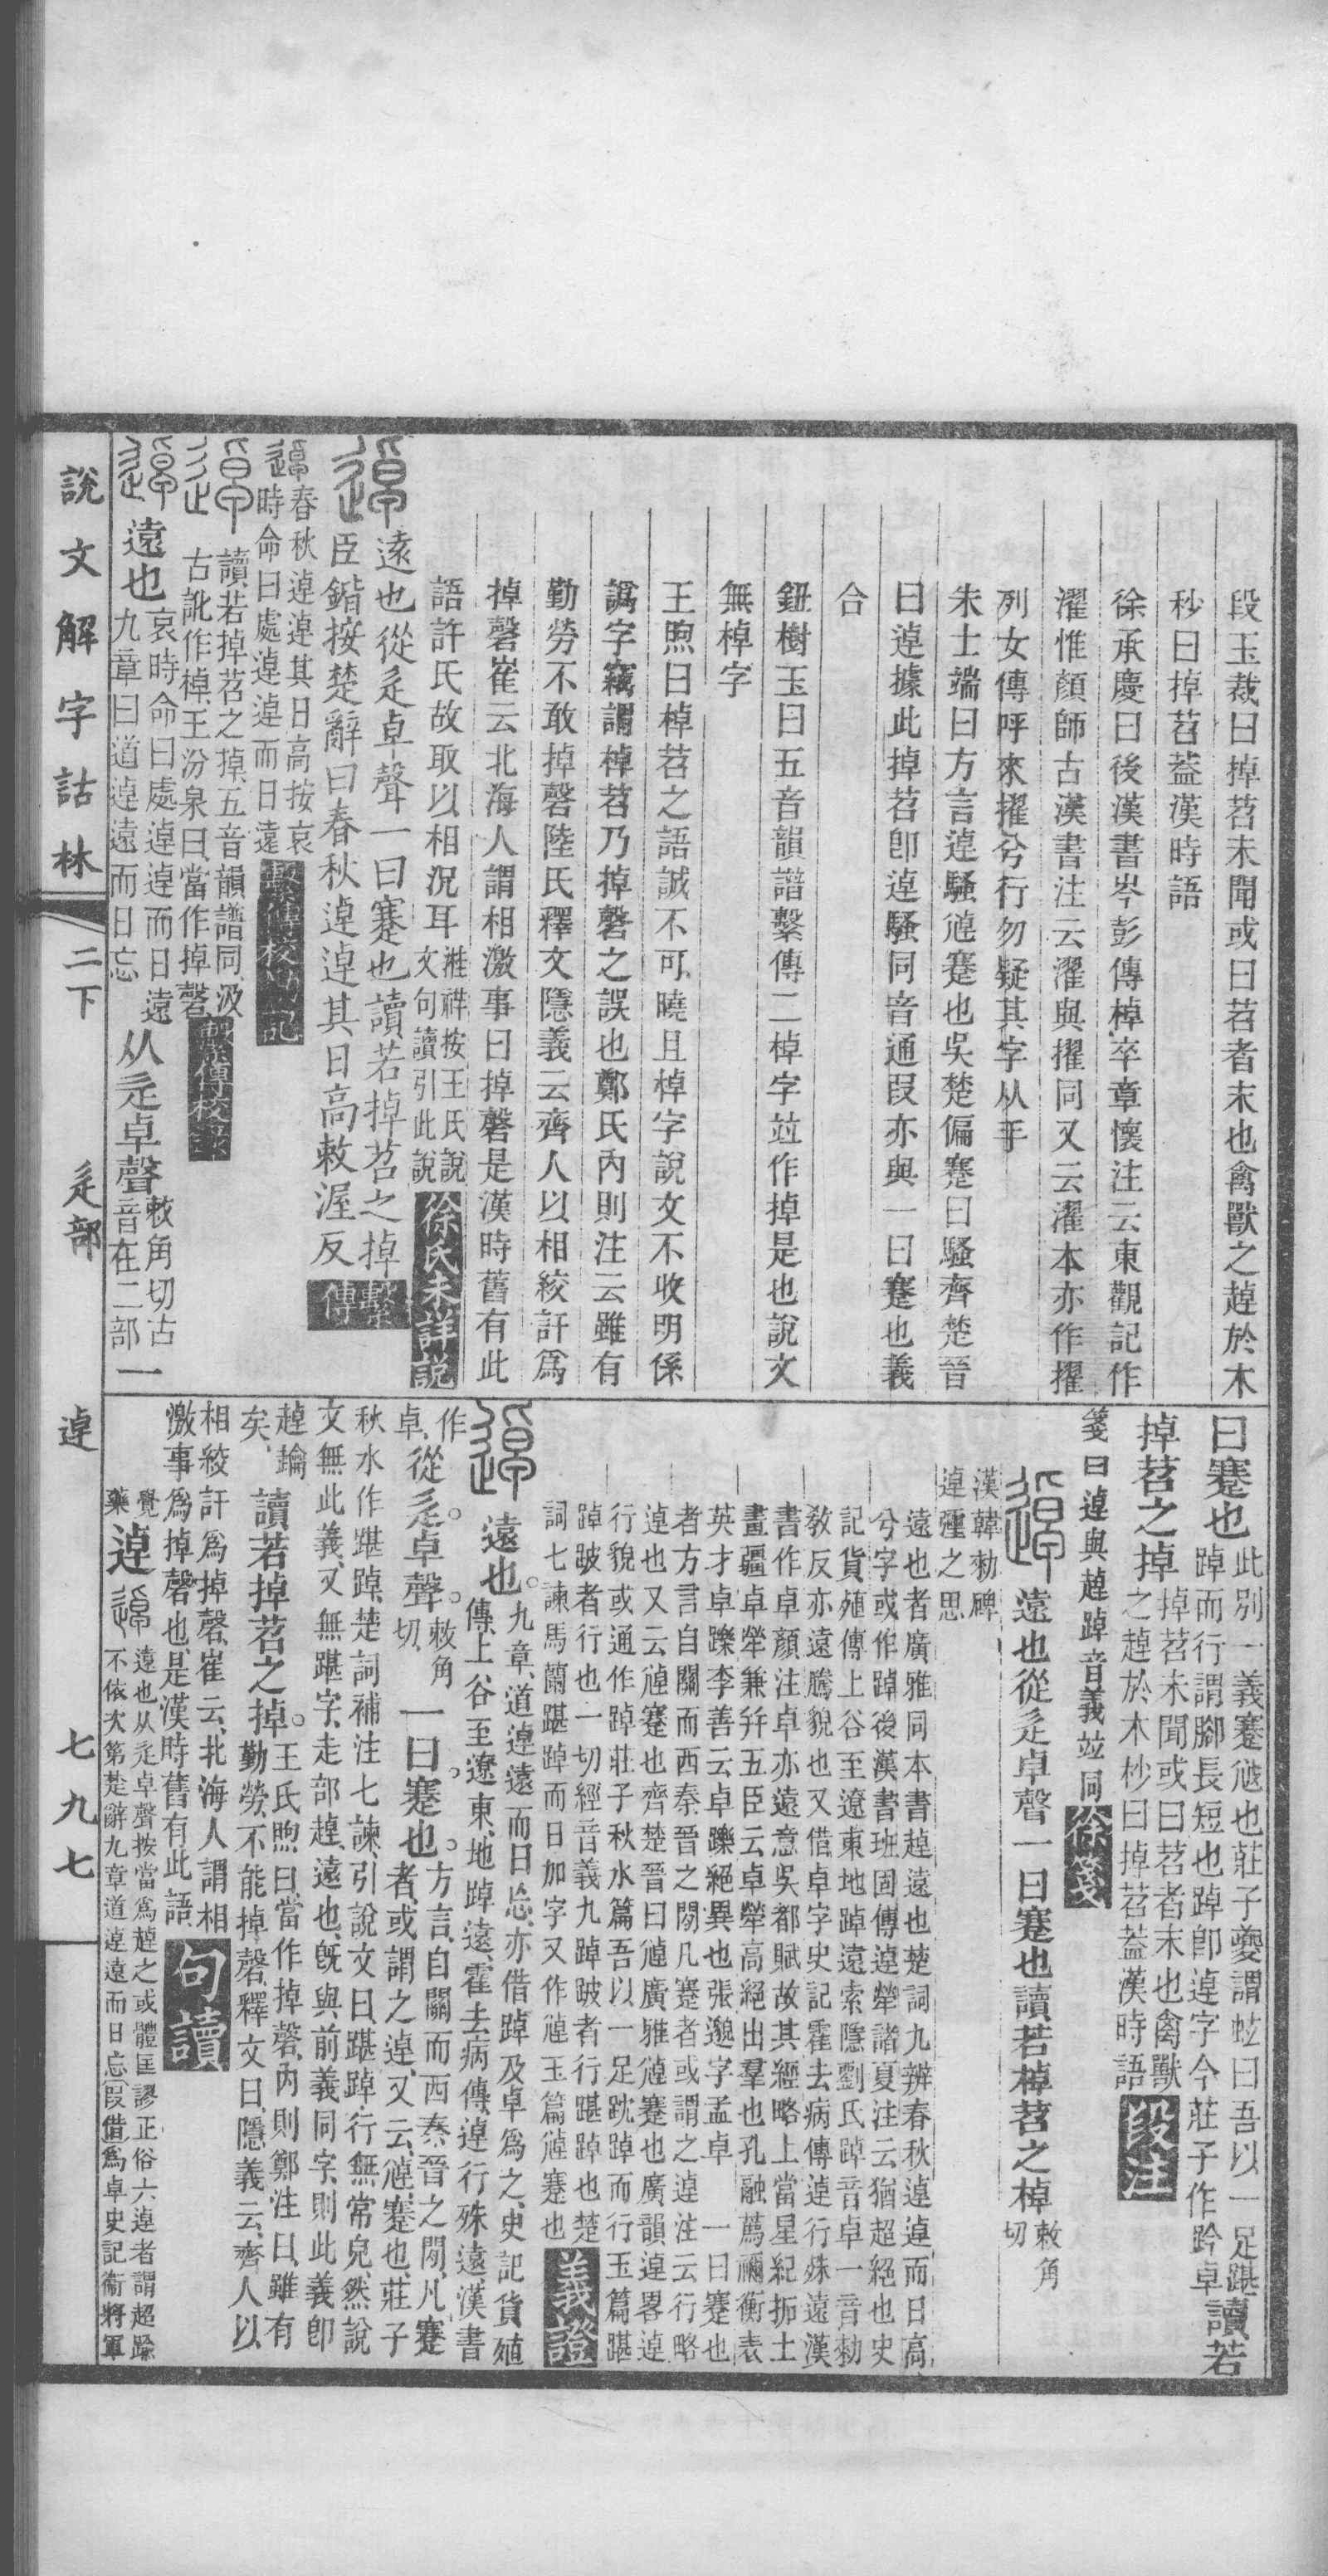 段玉裁曰掉苕未聞或曰苕者末也禽獸之趠於木
杪曰掉苕葢漢時語
徐承慶曰後漢書岑彭傳棹卒章懷注云東觀記作
濯惟顏師古漢書注云濯與擢同又云濯本亦作擢
列女傳呼來擢兮行勿疑其字从手
朱士端曰方言逴騷𨓈蹇也吳楚偏蹇曰騷齊楚晉
曰逴據此掉苕卽逴騷同音通叚亦與一曰蹇也義
合
鈕樹玉曰五音韻譜繫傳二棹字竝作掉是也說文
無棹字
王煦曰棹苕之語誠不可曉且棹字說文不收明係
譌字竊謂棹苕乃掉磬之誤也鄭氏內則注云雖有
勤勞不敢掉磬陸氏釋文隱義云齊人以相絞訐爲
掉磬崔云北海人謂相激事曰掉磬是漢時舊有此
語許氏故取以相況耳 濰祥按王氏說
文句讀引此說 徐氏未詳說
遠也從辵卓聲一曰蹇也讀若掉苕之掉
臣鍇按楚辭曰春秋逴逴其日高敕渥反 繫傳
春秋逴逴其日高按哀
時命曰處逴逴而日遠 繫傳校勘記
讀若掉苕之掉、五音韻譜同、汲
古訛作棹、王汾泉曰、當作掉磬 繫傳校錄
遠也 哀時命曰處逴逴而日遠
九章曰道逴遠而日忘 从辵卓聲 敕角切古
音在二部 一
說文解字詁林 二下 辵部 逴 七九七
曰蹇也 此別一義蹇𨓈也莊子夔謂蚿曰吾以一足踸
踔而行謂腳長短也踔卽逴字今莊子作趻卓 讀若
掉苕之掉 掉苕未聞或曰苕者末也禽獸
之趠於木杪曰掉苕葢漢時語 段注
箋曰逴與趠踔音義竝同 徐箋
遠也從辵卓聲一曰蹇也讀若棹苕之棹 敕角
切
漢韓勑碑
逴彊之思
遠也者廣雅同本書趠遠也楚詞九辨春秋逴逴而日高
兮字或作踔後漢書班固傳逴犖諸夏注云猶超絕也史
記貨殖傳上谷至遼東地踔遠索隱劉氏踔音卓一音勑
敎反亦遠騰貌也又借卓字史記霍去病傳逴行殊遠漢
書作卓顏注卓亦遠意吳都賦故其經略上當星紀拓土
畫疆卓犖兼幷五臣云卓犖高絕出羣也孔融薦禰衡表
英才卓躒李善云卓躒絕異也張邈字孟卓 一曰蹇也
者方言自關而西秦晉之閒凡蹇者或謂之逴注云行略
逴也又云𨓈蹇也齊楚晉曰𨓈廣雅𨓈蹇也廣韻逴畧逴
行貌或通作踔莊子秋水篇吾以一足趻踔而行玉篇踸
踔跛者行也一切經音義九踔跛者行踸踔也楚
詞七諫馬蘭踸踔而日加字又作𨓈玉篇𨓈蹇也 義證
遠也。 九章、道逴遠而日忘、亦借踔及卓爲之、史記貨殖
傳、上谷至遼東、地踔遠、霍去病傳、逴行殊遠、漢書
作
卓、 從辵。卓聲。 敕角
切、 一曰。蹇也。 方言、自關而西、秦晉之閒、凡蹇
者、或謂之逴、又云、𨓈、蹇也、莊子
秋水作踸踔、楚詞補注七諫、引說文曰、踸踔、行無常皃、然說
文無此義、又無踸字、走部趠、遠也、旣與前義同字、則此義卽
趠䠣
矣、 讀若掉苕之掉。 王氏煦曰、當作掉磬、內則鄭注曰、雖有
勤勞、不能掉磬、釋文曰、隱義云、齊人以
相絞訐爲掉磬、崔云、北海人謂相
激事爲掉磬也、是漢時舊有此語、 句讀
覺
藥 逴 遠也从辵卓聲按當爲趠之或體匡謬正俗六逴者謂超踰
不依次第楚辭九章道逴遠而日忘 叚借爲卓史記衞將軍